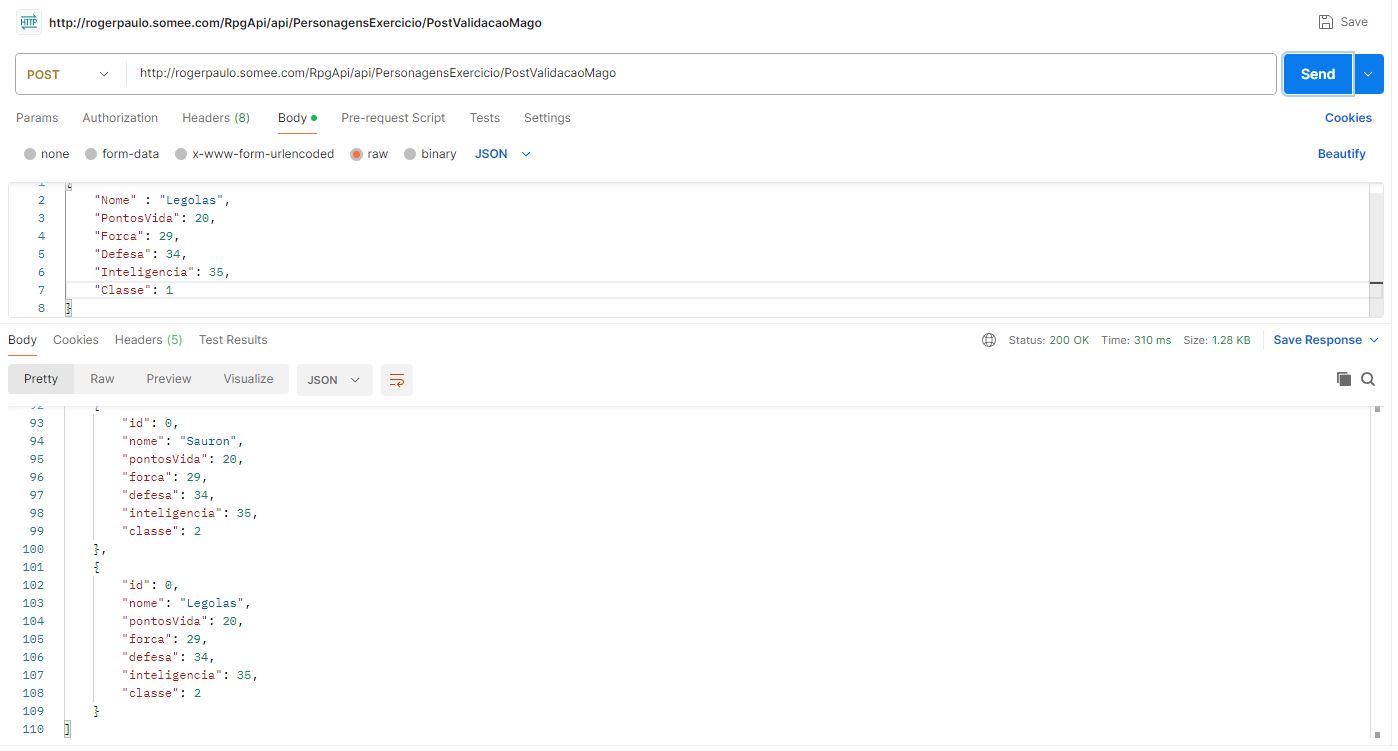 HTTP http://rogerpaulo.somee.com/RpgApi/api/PersonagensExercicio/PostValidacaoMago Save
POST http://rogerpaulo.somee.com/RpgApi/api/PersonagensExercicio/PostValidacaoMago Send
Params Authorization Headers (8) Body Pre-request Script Tests Settings Cookies
none form-data x-www-form-urlencoded raw binary JSON Beautify
1 {
2 "Nome" : "Legolas",
3 "PontosVida": 20,
4 "Forca": 29,
5 "Defesa": 34,
6 "Inteligencia": 35,
7 "Classe": 1
8 }
Body Cookies Headers (5) Test Results Status: 200 OK Time: 310 ms Size: 1.28 KB Save Response
Pretty Raw Preview Visualize JSON
92 {
93 "id": 0,
94 "nome": "Sauron",
95 "pontosVida": 20,
96 "forca": 29,
97 "defesa": 34,
98 "inteligencia": 35,
99 "classe": 2
100 },
101 {
102 "id": 0,
103 "nome": "Legolas",
104 "pontosVida": 20,
105 "forca": 29,
106 "defesa": 34,
107 "inteligencia": 35,
108 "classe": 2
109 }
110 ]